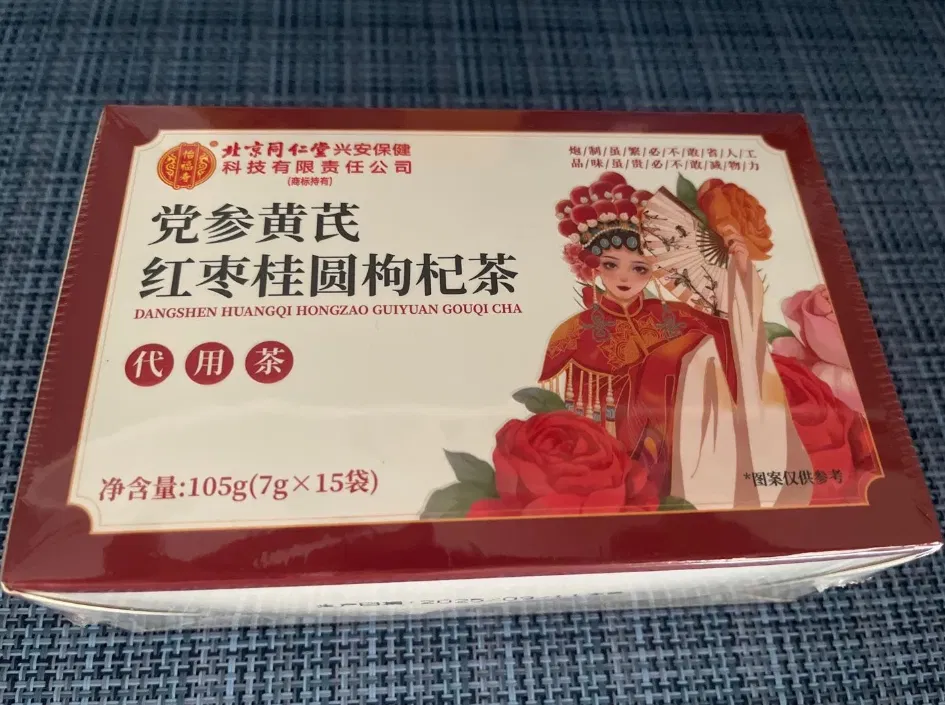 怡福寿
北京同仁堂兴安保健
科技有限责任公司
(商标持有)
炮/制/虽/繁/必/不/敢/省/人/工
品/味/虽/贵/必/不/敢/减/物/力
党参黄芪
红枣桂圆枸杞茶
DANGSHEN HUANGQI HONGZAO GUIYUAN GOUQI CHA
代用茶
净含量:105g(7g×15袋)
*图案仅供参考